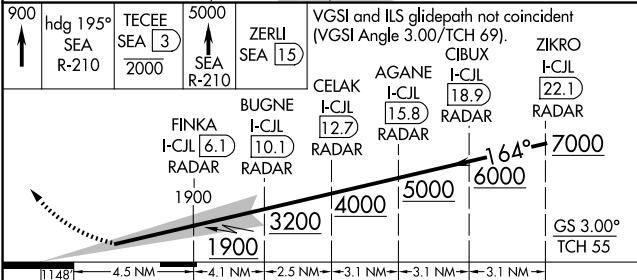 900
hdg 195°
SEA
R-210
TECEE
SEA 3
2000
5000
SEA
R-210
ZERLI
SEA 15
VGSI and ILS glidepath not coincident
(VGSI Angle 3.00/TCH 69).
FINKA
I-CJL 6.1
RADAR
BUGNE
I-CJL
10.1
RADAR
CELAK
I-CJL
12.7
RADAR
AGANE
I-CJL
15.8
RADAR
CIBUX
I-CJL
18.9
RADAR
ZIKRO
I-CJL
22.1
RADAR
1900
1900
3200
4000
5000
6000
164°
7000
GS 3.00°
TCH 55
1148'
4.5 NM
4.1 NM
2.5 NM
3.1 NM
3.1 NM
3.1 NM